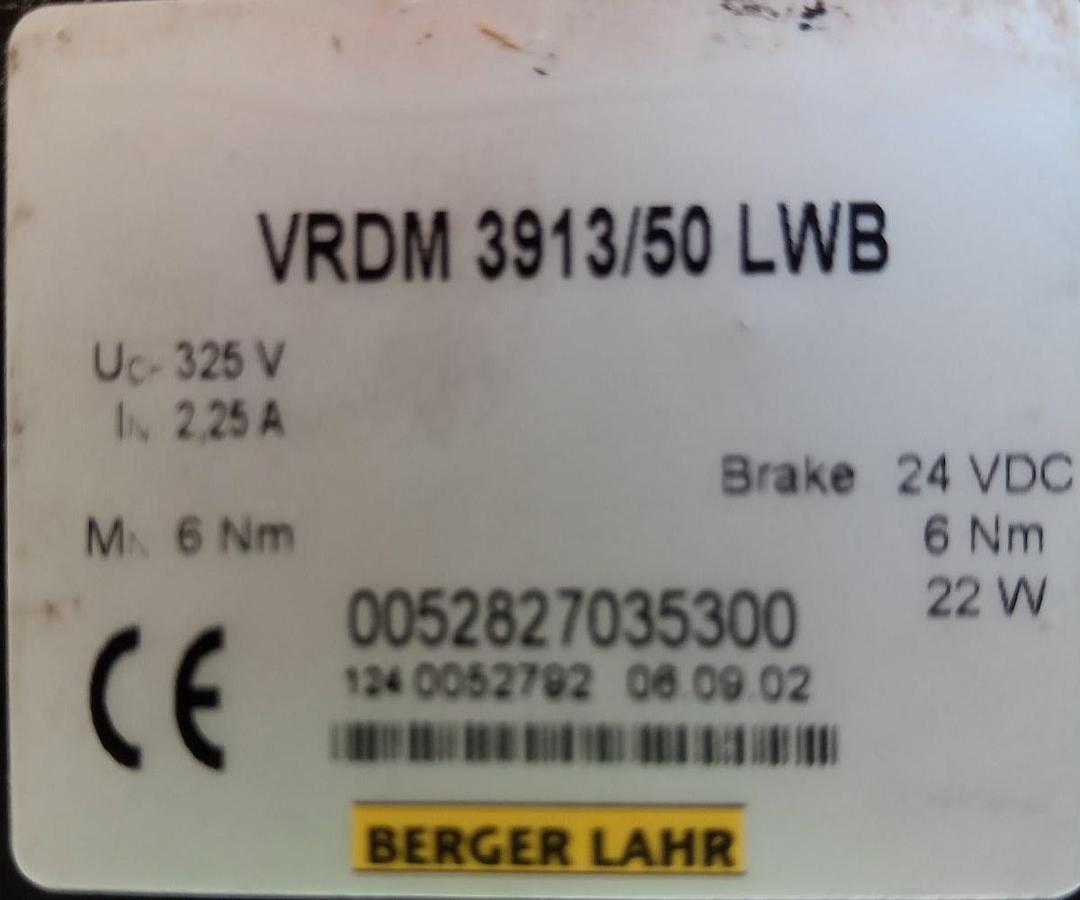 VRDM 3913/50 LWB
UC 325 V
IN 2,25 A
Brake 24 VDC
MN 6 Nm
6 Nm
22 W
0052827035300
124 0052792 06.09.02
CE
BERGER LAHR